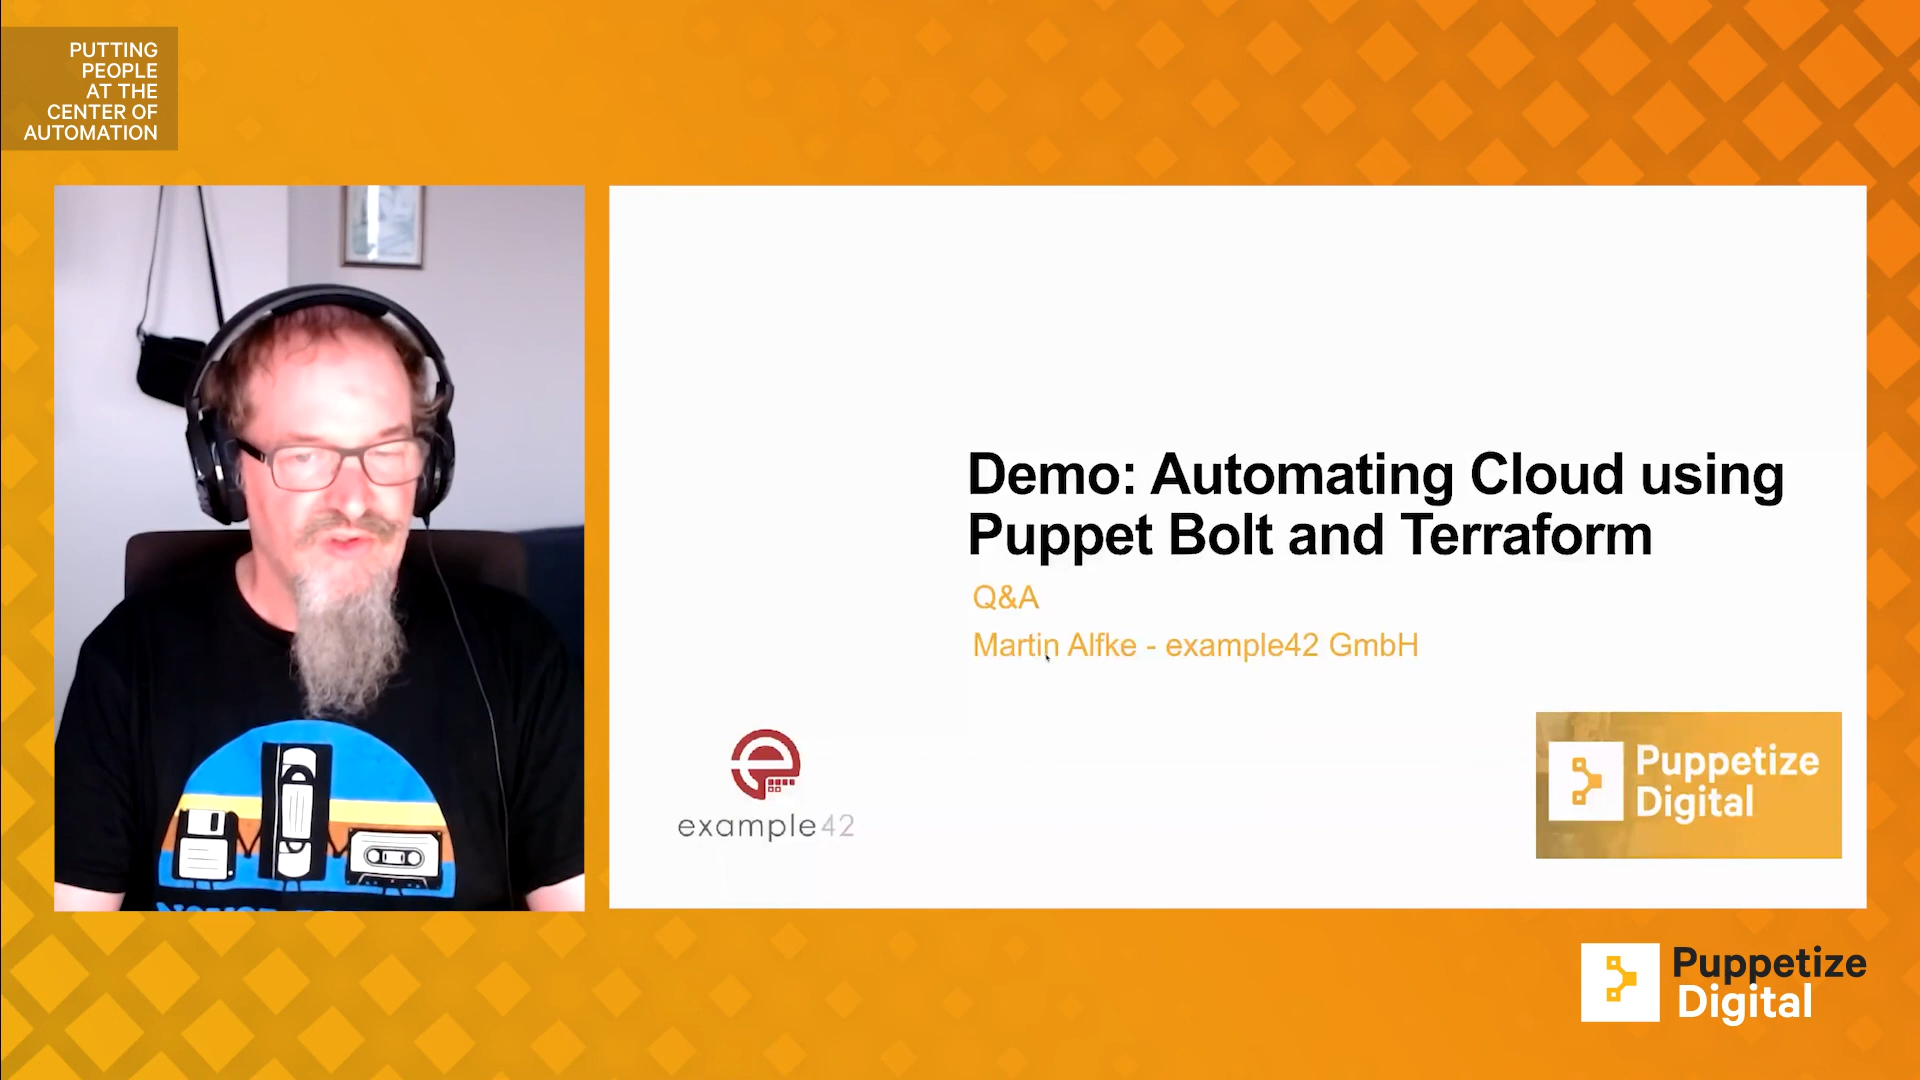 PUTTING
PEOPLE
AT THE
CENTER OF
AUTOMATION
Demo: Automating Cloud using
Puppet Bolt and Terraform
Q&A
Martin Alfke - example42 GmbH
example42
Puppetize
Digital
Puppetize
Digital